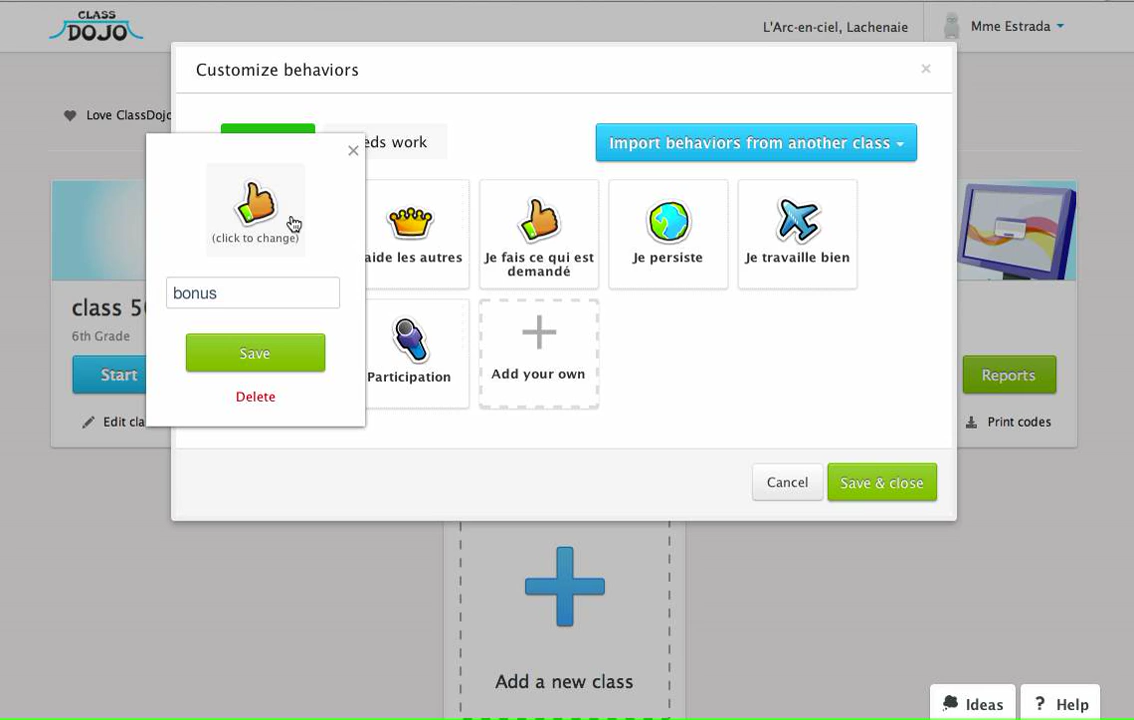 CLASS
DOJO
L'Arc-en-ciel, Lachenaie
Mme Estrada
Customize behaviors
×
Love ClassDojo
eds work
Import behaviors from another class
×
(click to change)
bonus
Save
Delete
aide les autres
Je fais ce qui est
demandé
Je persiste
Je travaille bien
Participation
Add your own
class 50
6th Grade
Start
Edit cla
Reports
Print codes
Cancel
Save & close
Add a new class
Ideas
? Help